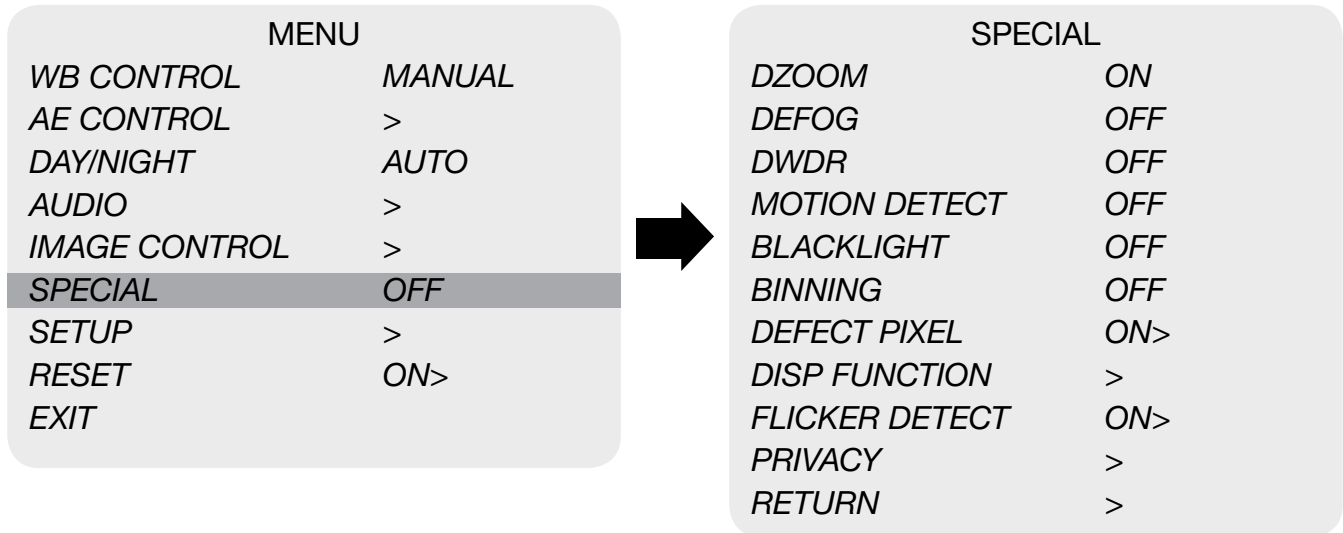 MENU
WB CONTROL MANUAL
AE CONTROL >
DAY/NIGHT AUTO
AUDIO >
IMAGE CONTROL >
SPECIAL OFF
SETUP >
RESET ON>
EXIT
SPECIAL
DZOOM ON
DEFOG OFF
DWDR OFF
MOTION DETECT OFF
BLACKLIGHT OFF
BINNING OFF
DEFECT PIXEL ON>
DISP FUNCTION >
FLICKER DETECT ON>
PRIVACY >
RETURN >